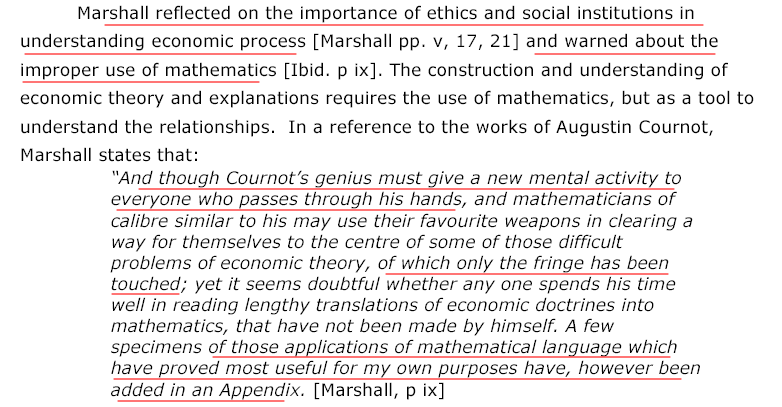 Marshall reflected on the importance of ethics and social institutions in
understanding economic process [Marshall pp. v, 17, 21] and warned about the
improper use of mathematics [Ibid. p ix]. The construction and understanding of
economic theory and explanations requires the use of mathematics, but as a tool to
understand the relationships.  In a reference to the works of Augustin Cournot,
Marshall states that:
“And though Cournot’s genius must give a new mental activity to
everyone who passes through his hands, and mathematicians of
calibre similar to his may use their favourite weapons in clearing a
way for themselves to the centre of some of those difficult
problems of economic theory, of which only the fringe has been
touched; yet it seems doubtful whether any one spends his time
well in reading lengthy translations of economic doctrines into
mathematics, that have not been made by himself. A few
specimens of those applications of mathematical language which
have proved most useful for my own purposes have, however been
added in an Appendix. [Marshall, p ix]